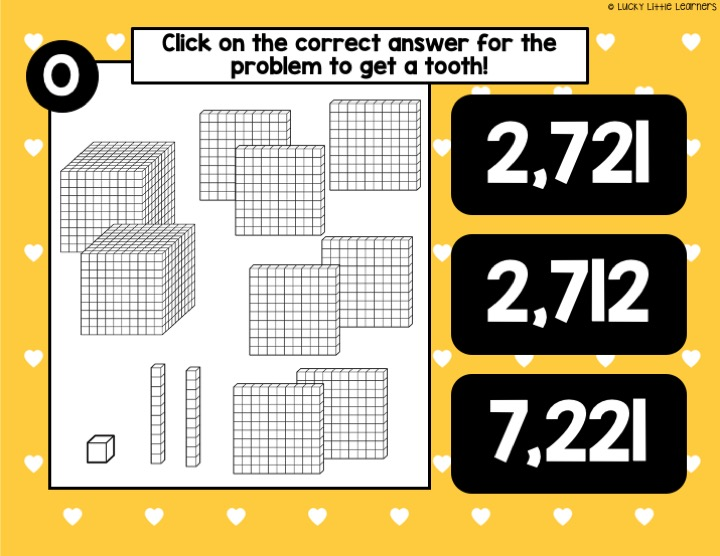 © Lucky Little Learners
Click on the correct answer for the
problem to get a tooth!
O
2,721
2,712
7,221